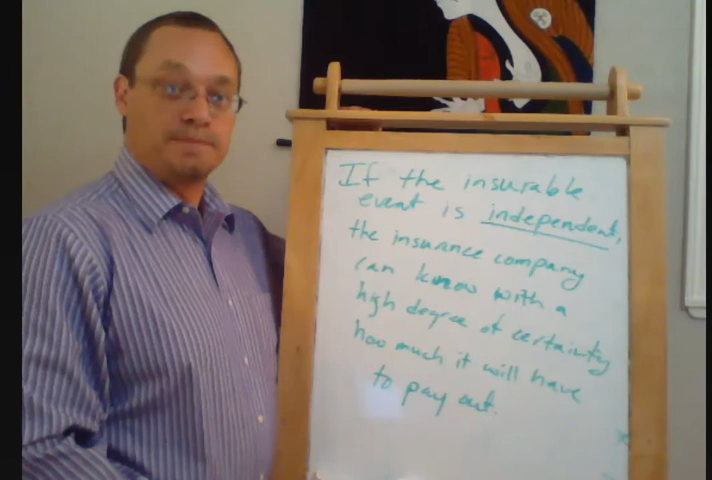 If the insurable
event is independent,
the insurance company
can know with a
high degree of certainty
how much it will have
to pay out.